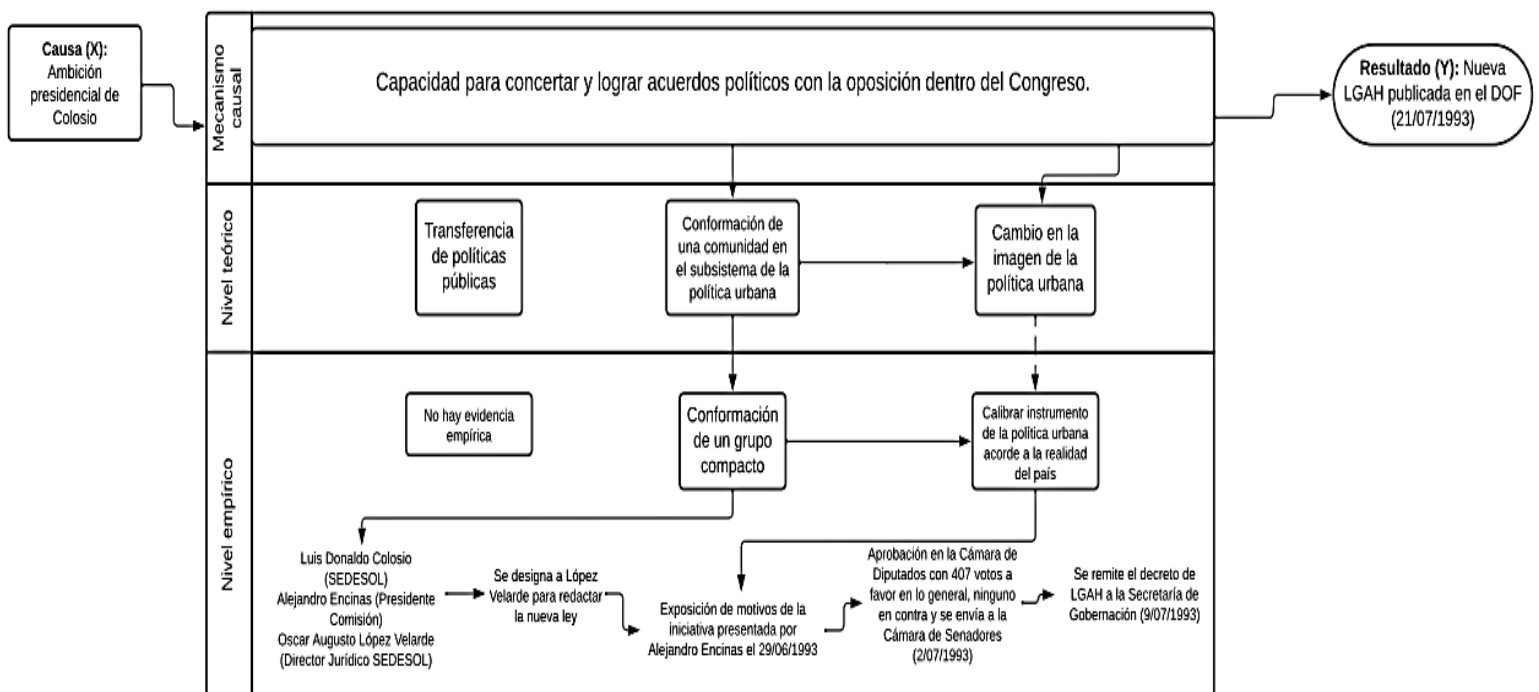 Causa (X):
Ambición
presidencial de
Colosio
Mecanismo
causal
Capacidad para concertar y lograr acuerdos políticos con la oposición dentro del Congreso.
Resultado (Y): Nueva
LGAH publicada en el DOF
(21/07/1993)
Nivel teórico
Transferencia
de políticas
públicas
Conformación de
una comunidad en
el subsistema de la
política urbana
Cambio en la
imagen de la
política urbana
Nivel empírico
No hay evidencia
empírica
Conformación
de un grupo
compacto
Calibrar instrumento
de la política urbana
acorde a la realidad
del país
Luis Donaldo Colosio
(SEDESOL)
Alejandro Encinas (Presidente
Comisión)
Oscar Augusto López Velarde
(Director Jurídico SEDESOL)
Se designa a López
Velarde para redactar
la nueva ley
Exposición de motivos de la
iniciativa presentada por
Alejandro Encinas el 29/06/1993
Aprobación en la Cámara de
Diputados con 407 votos a
favor en lo general, ninguno
en contra y se envía a la
Cámara de Senadores
(2/07/1993)
Se remite el decreto de
LGAH a la Secretaría de
Gobernación (9/07/1993)